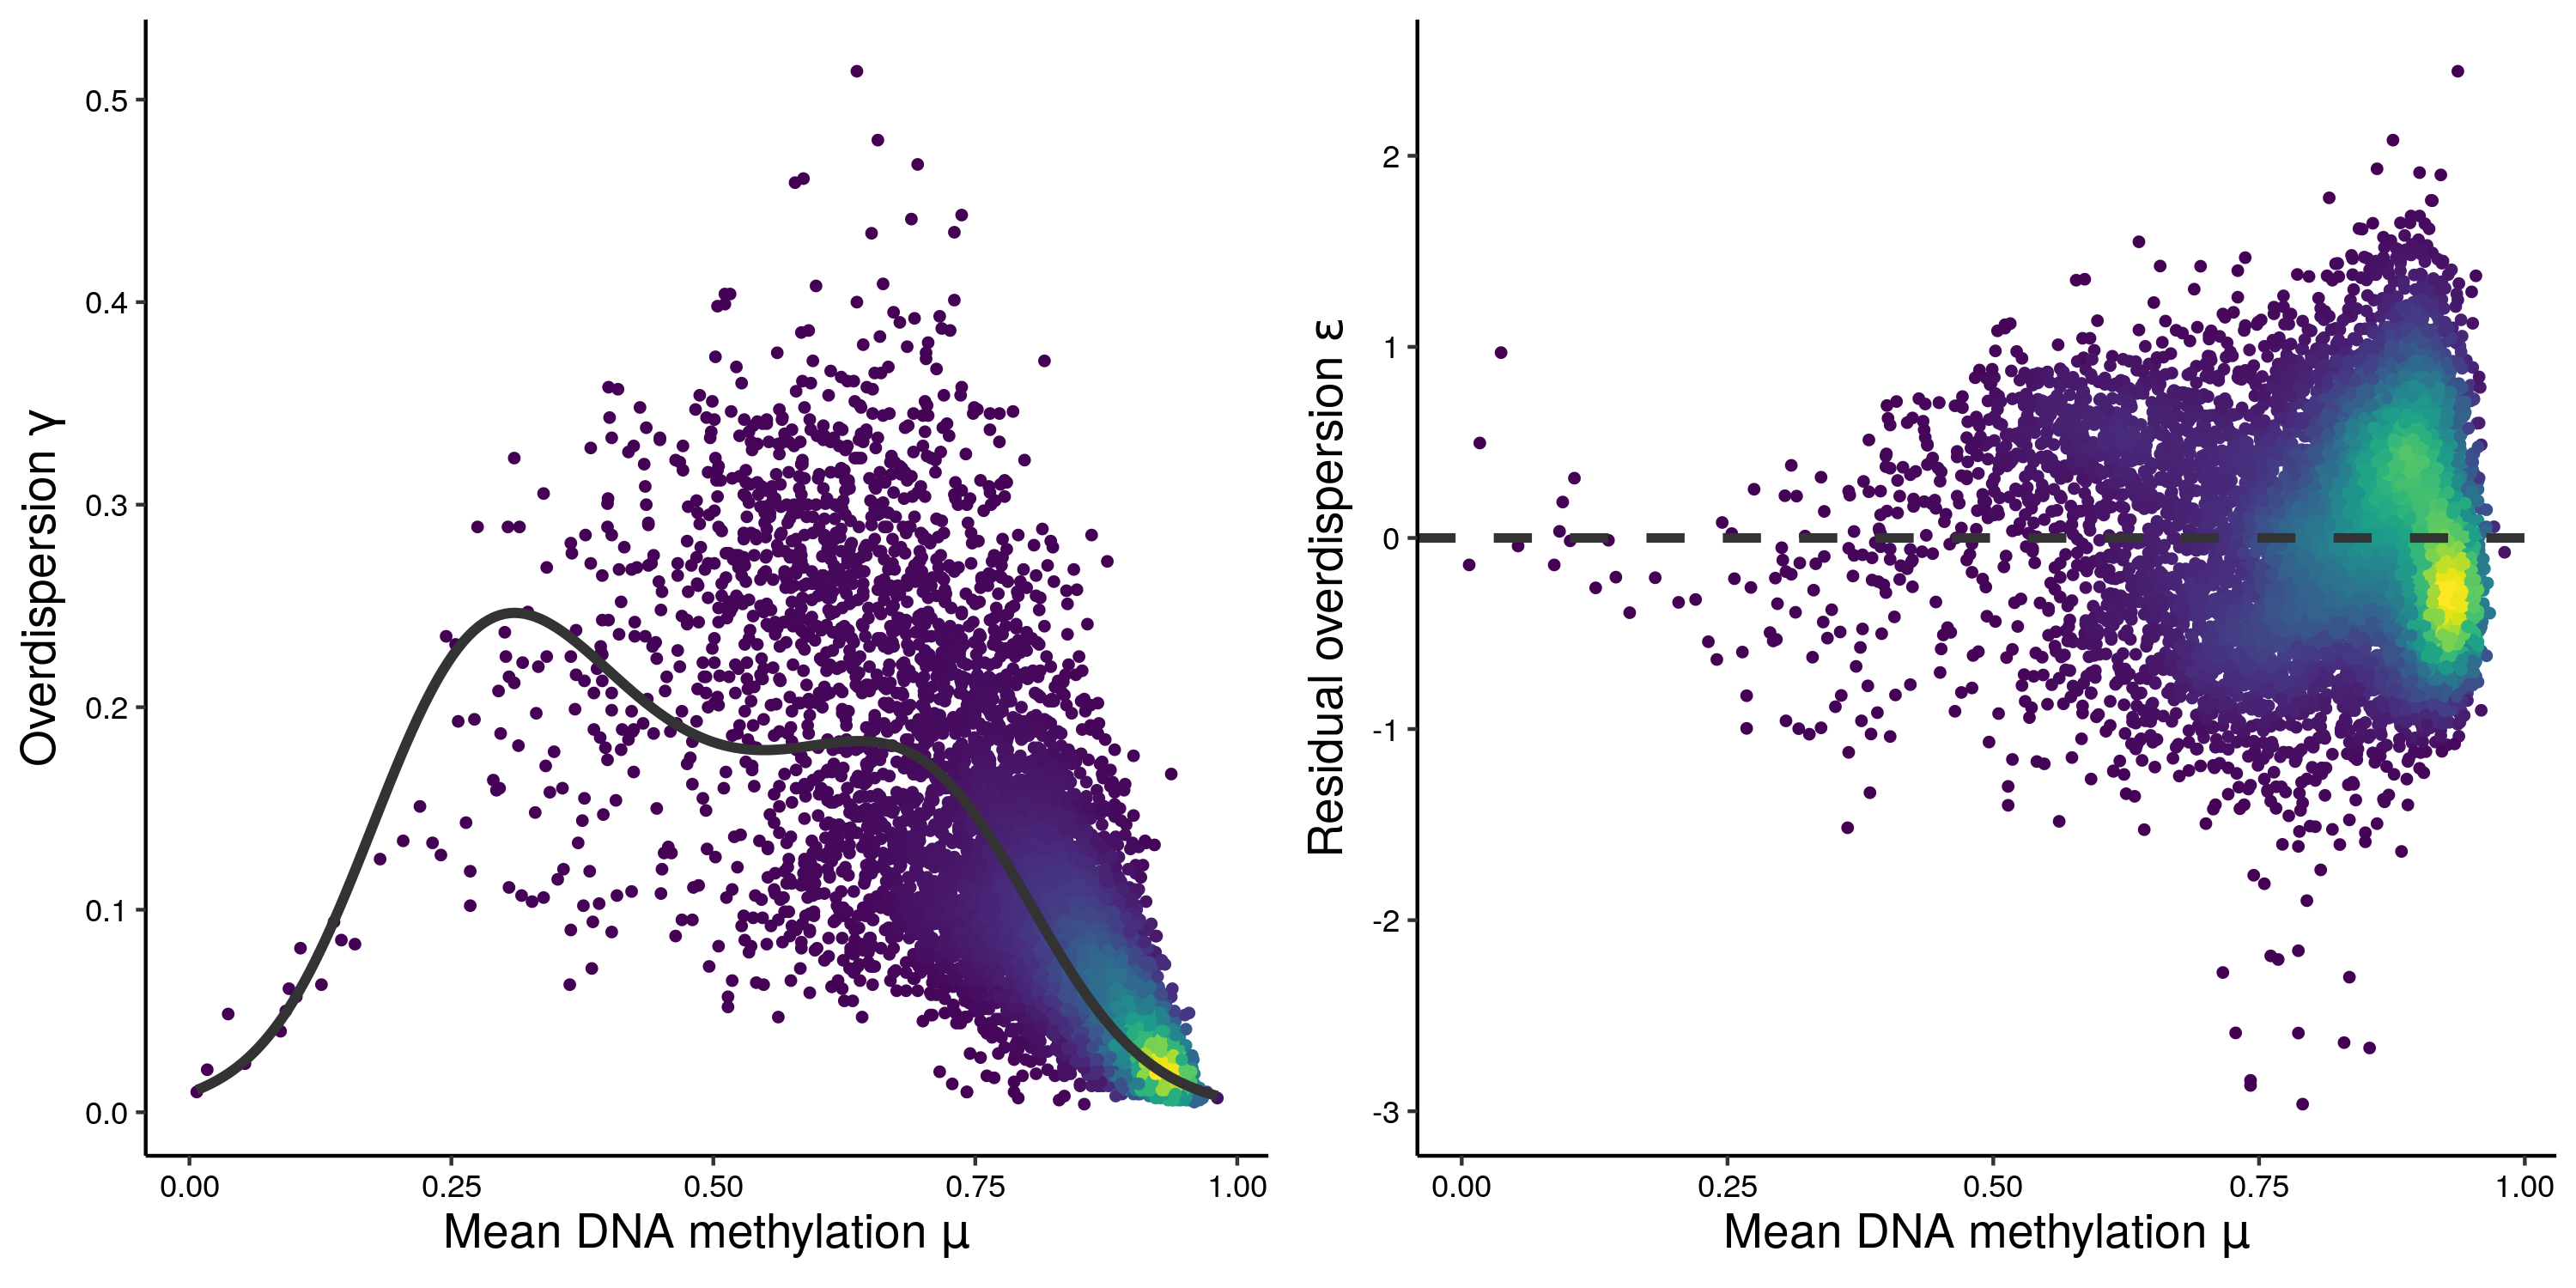 Overdispersion γ
0.5
0.4
0.3
0.2
0.1
0.0
0.00 0.25 0.50 0.75 1.00
Mean DNA methylation μ
Residual overdispersion ε
2
1
0
-1
-2
-3
0.00 0.25 0.50 0.75 1.00
Mean DNA methylation μ